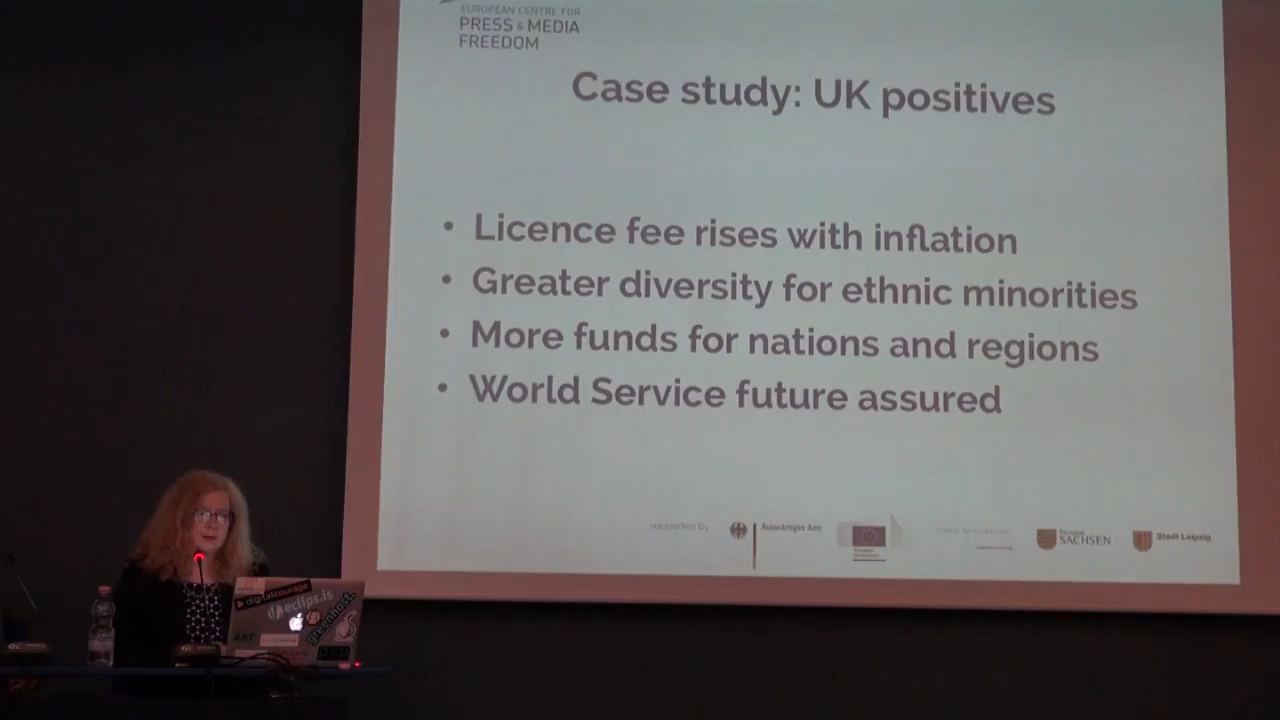 EUROPEAN CENTRE FOR
PRESS & MEDIA
FREEDOM
Case study: UK positives
• Licence fee rises with inflation
• Greater diversity for ethnic minorities
• More funds for nations and regions
• World Service future assured
supported by
Auswärtiges Amt
SACHSEN
Stadt Leipzig
digitalcourage
eclips.is
greenhost